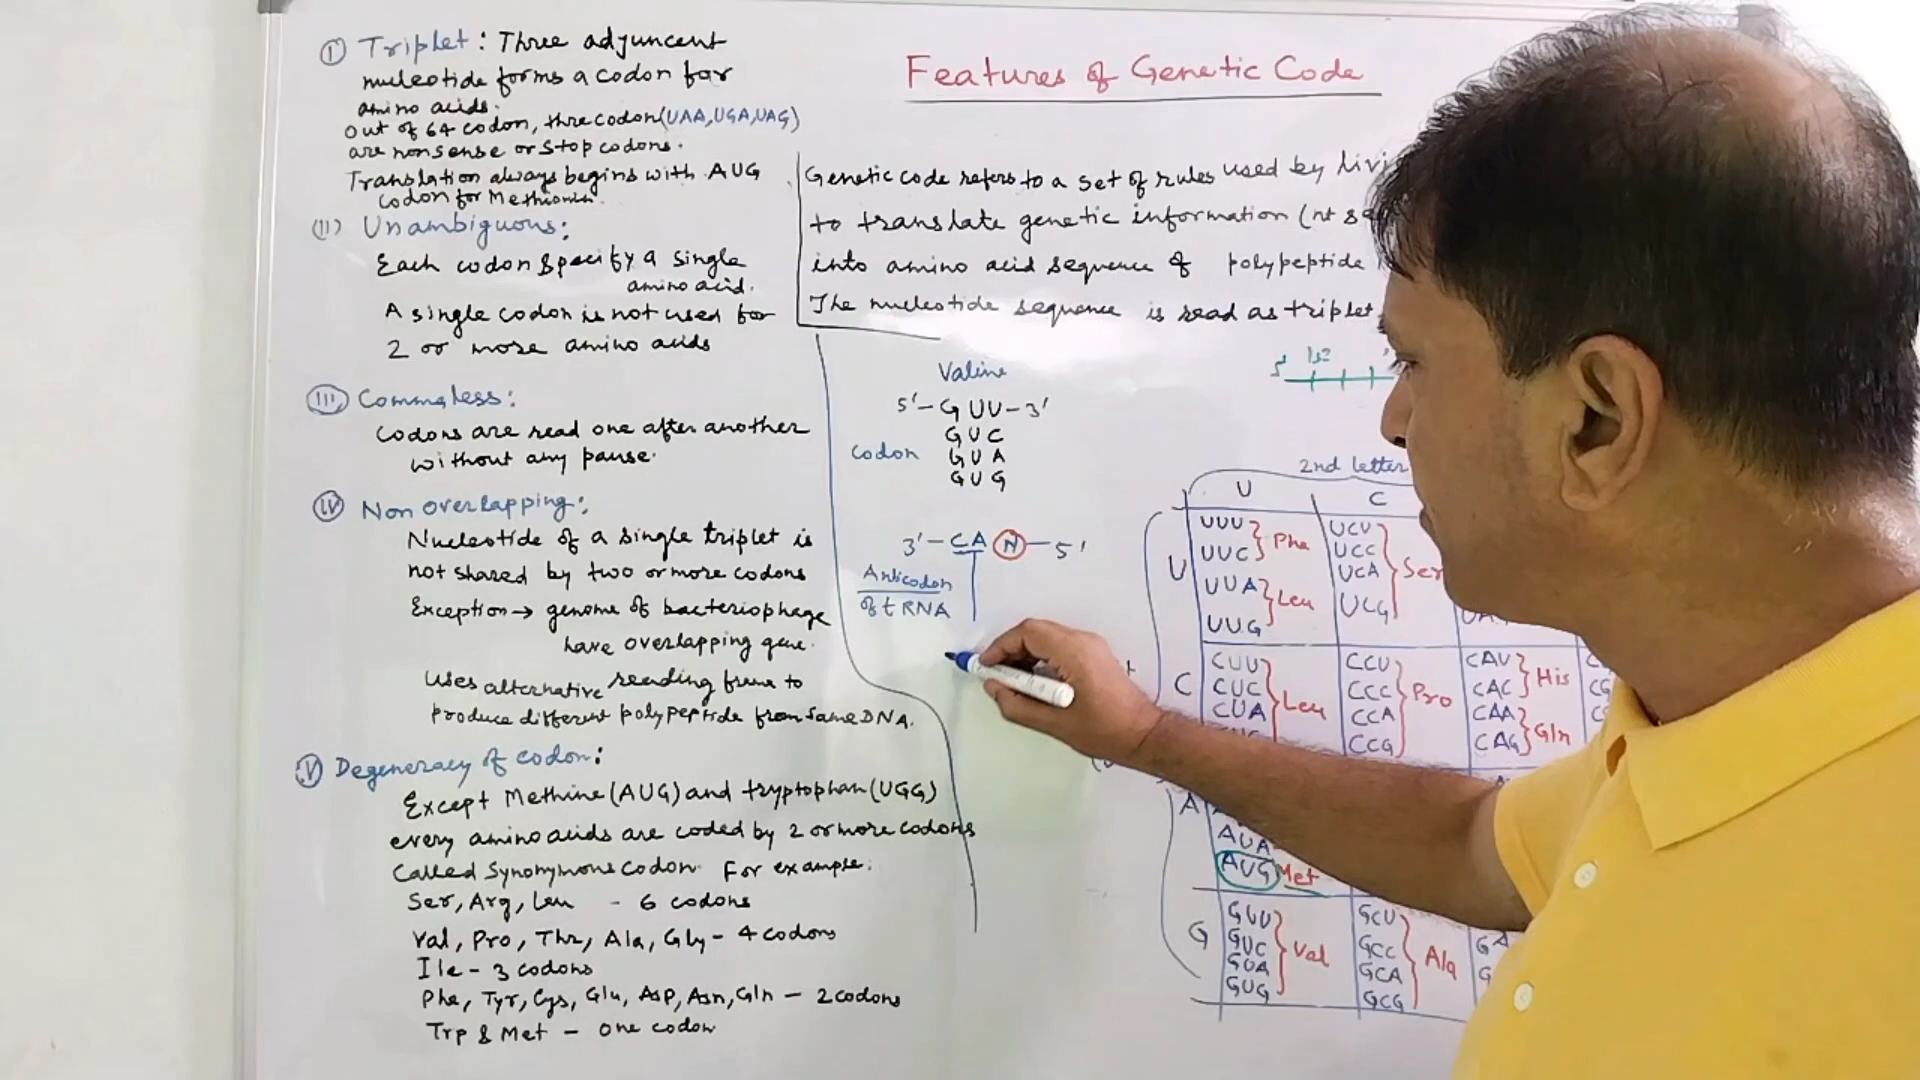 Features of Genetic Code
(I) Triplet: Three adjuncent
nucleotide forms a codon for
amino acids.
out of 64 codon, thre codon (UAA, UGA, UAG)
are nonsense or stop codons.
Translation always begins with AUG
codon for Methionin.
(II) Unambiguous:
Each codon specify a single
amino acid.
A single codon is not used for
2 or more amino acids
(III) Commaless:
Codons are read one after another
without any pause.
(IV) Non overlapping:
Nucleotide of a single triplet is
not shared by two or more codons
Exception → genome of bacteriophage
have overlapping gene.
Uses alternative reading frame to
produce different polypeptide from same DNA.
(V) Degeneracy of codon:
Except Methine (AUG) and tryptophan (UGG)
every amino acids are coded by 2 or more codons
Called Synonymous codon. For example:
Ser, Arg, Leu - 6 codons
Val, Pro, Thr, Ala, Gly - 4 codons
Ile - 3 codons
Phe, Tyr, Cys, Glu, Asp, Asn, Gln - 2 codons
Trp & Met - one codon
Genetic code refers to a set of rules used by
to translate genetic information (nt
into amino acid sequence of polypeptide
The nucleotide sequence is read as triplet
Valine
5'-GUU-3'
GUC
Codon GUA
GUG
3'-CA N-5'
Anticodon
of tRNA
5'
2nd letter
U C
U
UUU UUC Phe
UUA UUG Leu
UCU UCC UCA UCG Ser
C
CUU CUC CUA Leu
CCU CCC CCA CCG Pro
CAU CAC His
CAA CAG Gln
A
AUA
AUG Met
G
GUU GUC GUA GUG Val
GCU GCC GCA GCG Ala